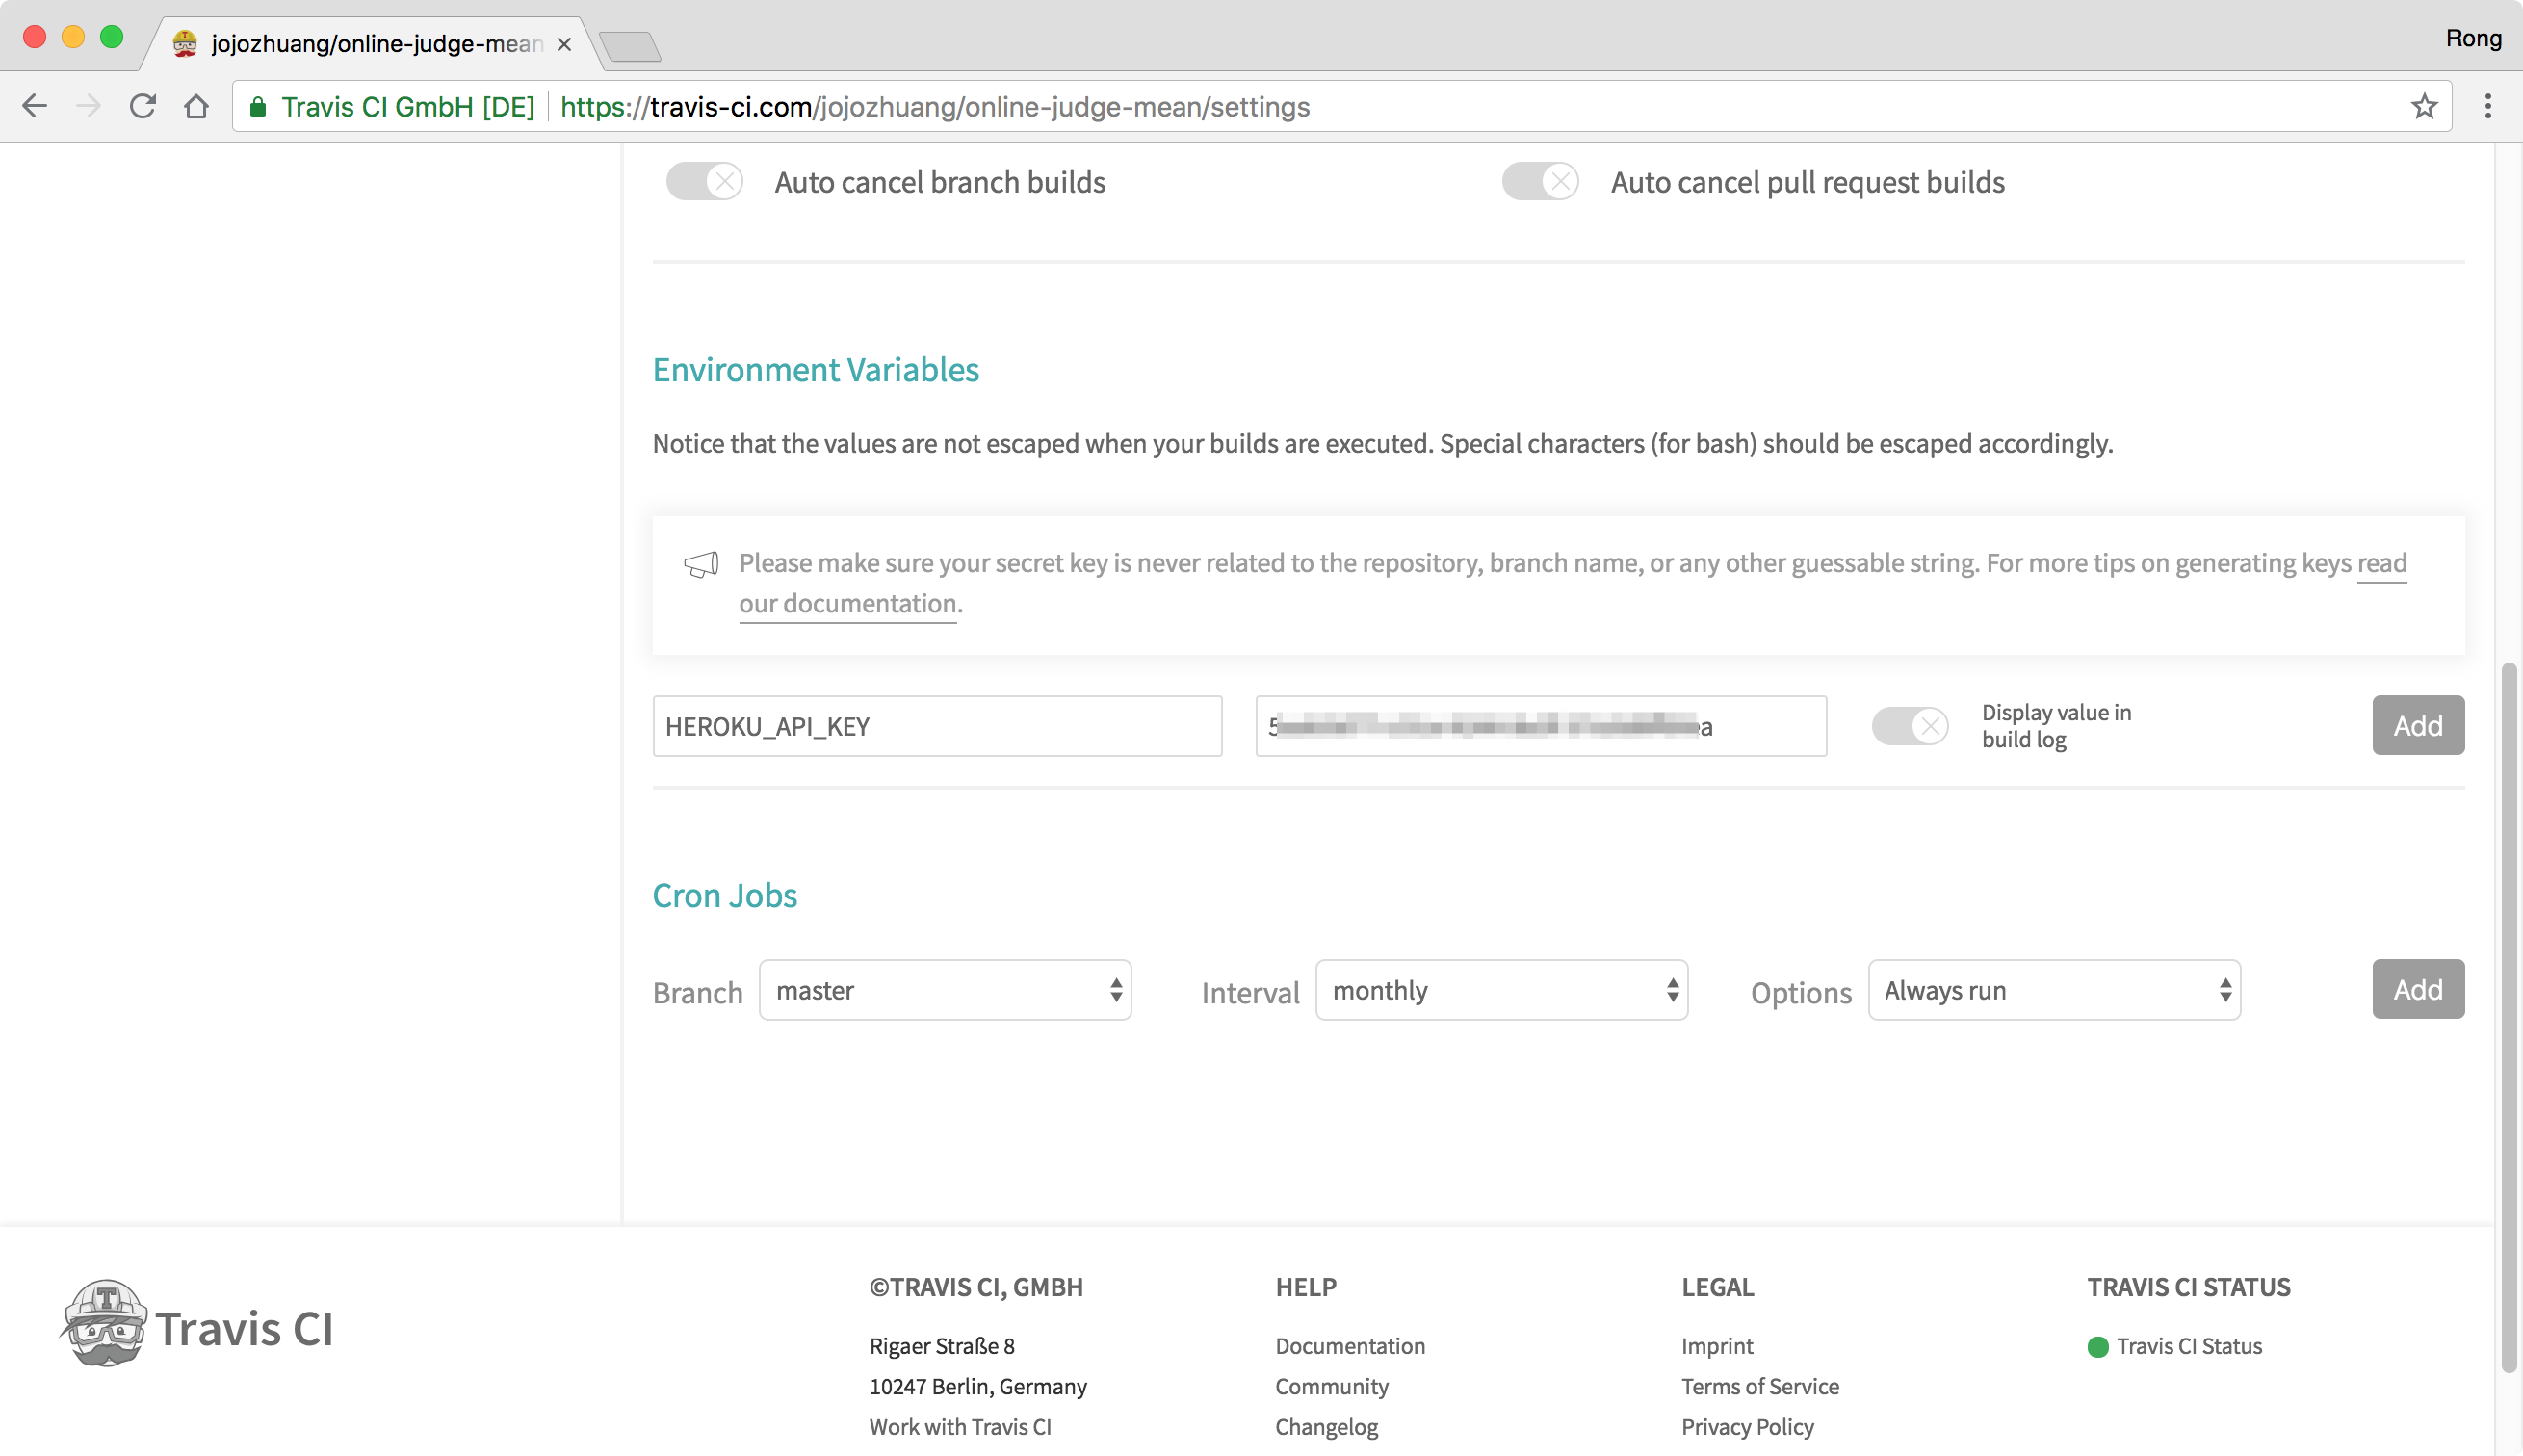 jojozhuang/online-judge-mean
Rong
Travis CI GmbH [DE] https://travis-ci.com/jojozhuang/online-judge-mean/settings
Auto cancel branch builds
Auto cancel pull request builds
Environment Variables
Notice that the values are not escaped when your builds are executed. Special characters (for bash) should be escaped accordingly.
Please make sure your secret key is never related to the repository, branch name, or any other guessable string. For more tips on generating keys read
our documentation.
HEROKU_API_KEY
Display value in
build log
Add
Cron Jobs
Branch master Interval monthly Options Always run Add
Travis CI
©TRAVIS CI, GMBH
Rigaer Straße 8
10247 Berlin, Germany
Work with Travis CI
HELP
Documentation
Community
Changelog
LEGAL
Imprint
Terms of Service
Privacy Policy
TRAVIS CI STATUS
Travis CI Status